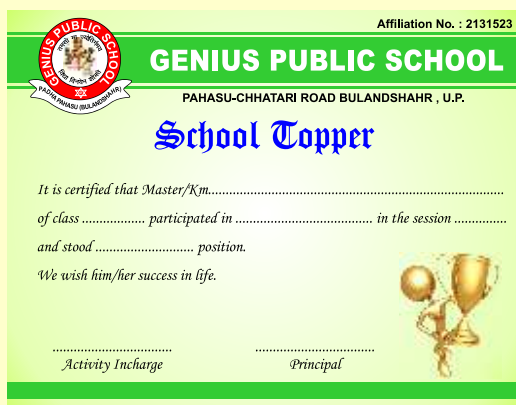 Affiliation No. : 2131523
GENIUS PUBLIC SCHOOL
GENIUS PUBLIC SCHOOL
PADHA PAHASU (BULANDSHAHR)
PAHASU-CHHATARI ROAD BULANDSHAHR , U.P.
School Topper
It is certified that Master/Km....................................................................................
of class .................. participated in ....................................... in the session ...............
and stood ............................ position.
We wish him/her success in life.
.................................. ..................................
Activity Incharge Principal